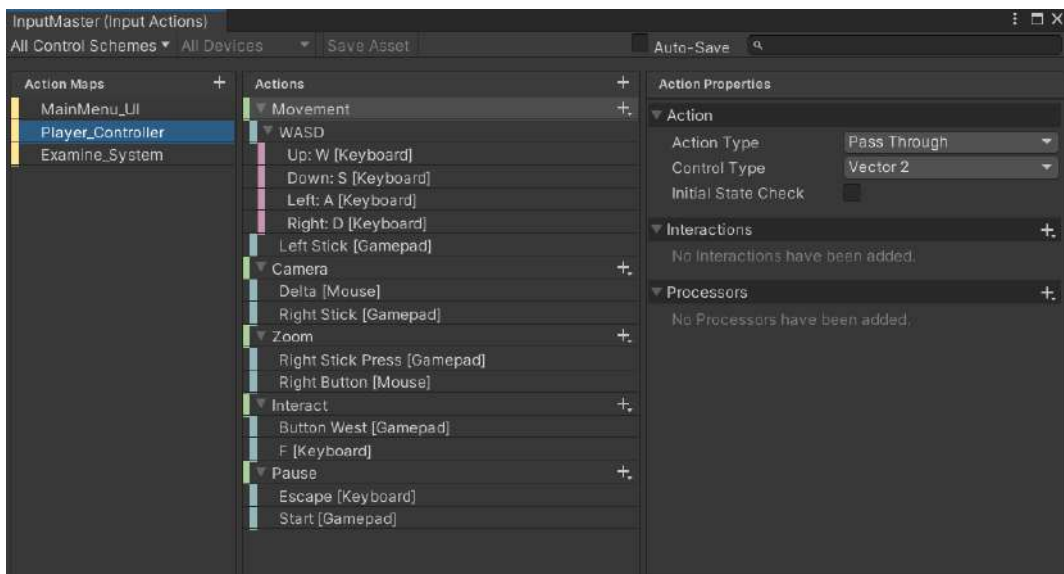 InputMaster (Input Actions)
All Control Schemes All Devices Save Asset Auto-Save
Action Maps
MainMenu_UI
Player_Controller
Examine_System
Actions
Movement
WASD
Up: W [Keyboard]
Down: S [Keyboard]
Left: A [Keyboard]
Right: D [Keyboard]
Left Stick [Gamepad]
Camera
Delta [Mouse]
Right Stick [Gamepad]
Zoom
Right Stick Press [Gamepad]
Right Button [Mouse]
Interact
Button West [Gamepad]
F [Keyboard]
Pause
Escape [Keyboard]
Start [Gamepad]
Action Properties
Action
Action Type Pass Through
Control Type Vector 2
Initial State Check
Interactions
No Interactions have been added.
Processors
No Processors have been added.